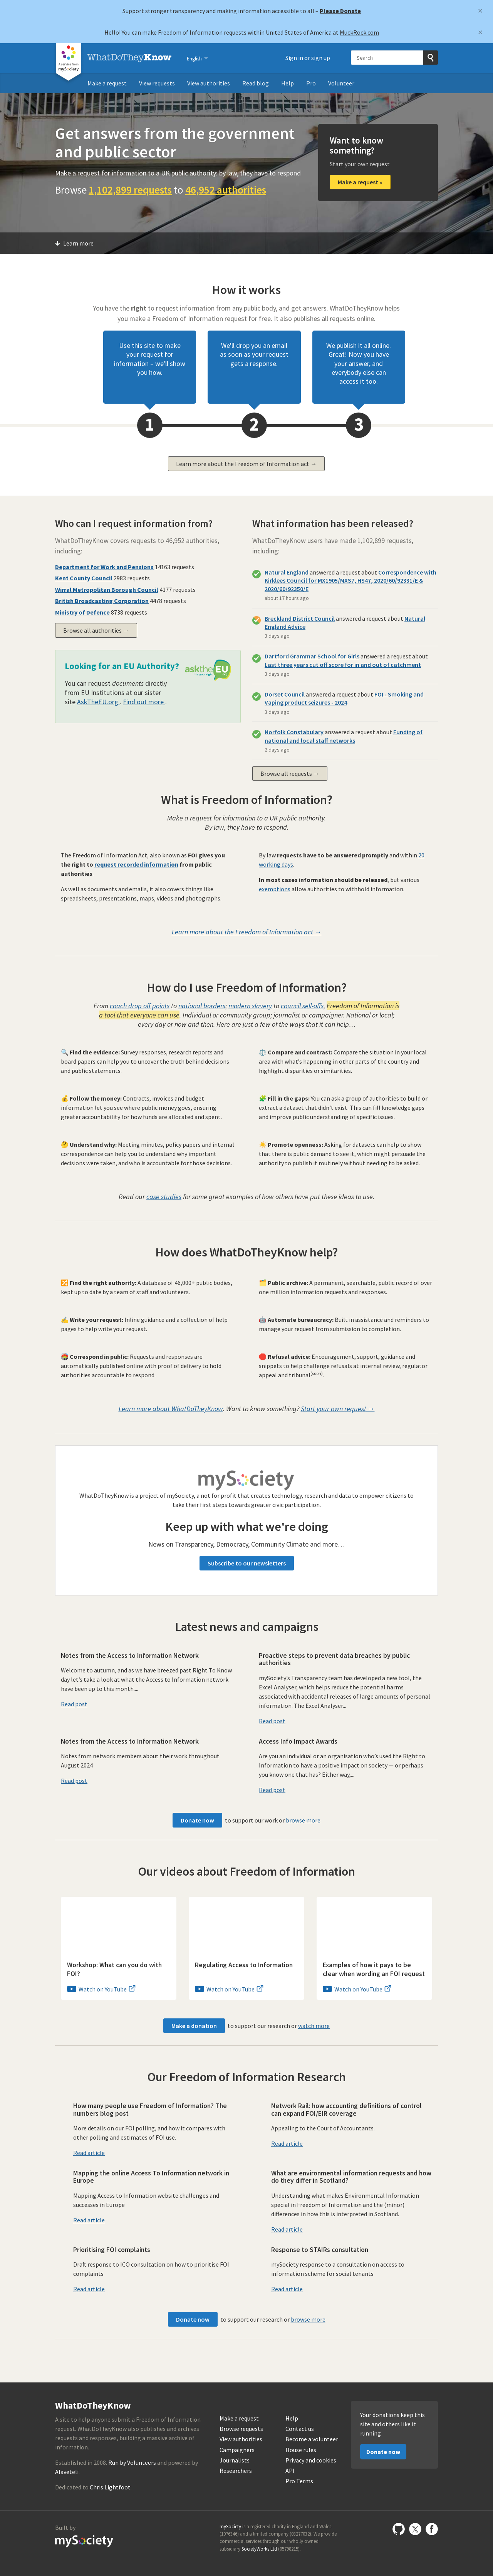 Support stronger transparency and making information accessible to all – Please Donate
×
Hello! You can make Freedom of Information requests within United States of America at MuckRock.com
×
a service from
mySociety
WhatDoTheyKnow
English
Sign in or sign up
Search
Make a request
View requests
View authorities
Read blog
Help
Pro
Volunteer
Get answers from the government
and public sector
Make a request for information to a UK public authority: by law, they have to respond
Browse 1,102,899 requests to 46,952 authorities
Want to know
something?
Start your own request
Make a request »
Learn more
How it works
You have the right to request information from any public body, and get answers. WhatDoTheyKnow helps
you make a Freedom of Information request for free. It also publishes all requests online.
Use this site to make
your request for
information – we'll show
you how.
We'll drop you an email
as soon as your request
gets a response.
We publish it all online.
Great! Now you have
your answer, and
everybody else can
access it too.
1
2
3
Learn more about the Freedom of Information act →
Who can I request information from?
WhatDoTheyKnow covers requests to 46,952 authorities,
including:
Department for Work and Pensions 14163 requests
Kent County Council 2983 requests
Wirral Metropolitan Borough Council 4177 requests
British Broadcasting Corporation 4478 requests
Ministry of Defence 8738 requests
Browse all authorities →
Looking for an EU Authority?
You can request documents directly
from EU Institutions at our sister
site AskTheEU.org . Find out more .
ask the EU
What information has been released?
WhatDoTheyKnow users have made 1,102,899 requests,
including:
Natural England answered a request about Correspondence with
Kirklees Council for MX1905/MX57, HS47, 2020/60/92331/E &
2020/60/92350/E
about 17 hours ago
Breckland District Council answered a request about Natural
England Advice
3 days ago
Dartford Grammar School for Girls answered a request about
Last three years cut off score for in and out of catchment
3 days ago
Dorset Council answered a request about FOI - Smoking and
Vaping product seizures - 2024
3 days ago
Norfolk Constabulary answered a request about Funding of
national and local staff networks
2 days ago
Browse all requests →
What is Freedom of Information?
Make a request for information to a UK public authority.
By law, they have to respond.
The Freedom of Information Act, also known as FOI gives you
the right to request recorded information from public
authorities.
As well as documents and emails, it also covers things like
spreadsheets, presentations, maps, videos and photographs.
By law requests have to be answered promptly and within 20
working days.
In most cases information should be released, but various
exemptions allow authorities to withhold information.
Learn more about the Freedom of Information act →
How do I use Freedom of Information?
From coach drop off points to national borders; modern slavery to council sell-offs, Freedom of Information is
a tool that everyone can use. Individual or community group; journalist or campaigner. National or local;
every day or now and then. Here are just a few of the ways that it can help…
🔍 Find the evidence: Survey responses, research reports and
board papers can help you to uncover the truth behind decisions
and public statements.
⚖️ Compare and contrast: Compare the situation in your local
area with what's happening in other parts of the country and
highlight disparities or similarities.
💰 Follow the money: Contracts, invoices and budget
information let you see where public money goes, ensuring
greater accountability for how funds are allocated and spent.
🧩 Fill in the gaps: You can ask a group of authorities to build or
extract a dataset that didn't exist. This can fill knowledge gaps
and improve public understanding of specific issues.
🤔 Understand why: Meeting minutes, policy papers and internal
correspondence can help you to understand why important
decisions were taken, and who is accountable for those decisions.
☀️ Promote openness: Asking for datasets can help to show
that there is public demand to see it, which might persuade the
authority to publish it routinely without needing to be asked.
Read our case studies for some great examples of how others have put these ideas to use.
How does WhatDoTheyKnow help?
🔀 Find the right authority: A database of 46,000+ public bodies,
kept up to date by a team of staff and volunteers.
🗂️ Public archive: A permanent, searchable, public record of over
one million information requests and responses.
✍️ Write your request: Inline guidance and a collection of help
pages to help write your request.
🤖 Automate bureaucracy: Built in assistance and reminders to
manage your request from submission to completion.
📯 Correspond in public: Requests and responses are
automatically published online with proof of delivery to hold
authorities accountable to respond.
🛑 Refusal advice: Encouragement, support, guidance and
snippets to help challenge refusals at internal review, regulator
appeal and tribunal(soon).
Learn more about WhatDoTheyKnow. Want to know something? Start your own request →
mySociety
WhatDoTheyKnow is a project of mySociety, a not for profit that creates technology, research and data to empower citizens to
take their first steps towards greater civic participation.
Keep up with what we're doing
News on Transparency, Democracy, Community Climate and more…
Subscribe to our newsletters
Latest news and campaigns
Notes from the Access to Information Network
Welcome to autumn, and as we have breezed past Right To Know
day let's take a look at what the Access to Information network
have been up to this month....
Read post
Proactive steps to prevent data breaches by public
authorities
mySociety's Transparency team has developed a new tool, the
Excel Analyser, which helps reduce the potential harms
associated with accidental releases of large amounts of personal
information. The Excel Analyser...
Read post
Notes from the Access to Information Network
Notes from network members about their work throughout
August 2024
Read post
Access Info Impact Awards
Are you an individual or an organisation who's used the Right to
Information to have a positive impact on society — or perhaps
you know one that has? Either way,...
Read post
Donate now to support our work or browse more
Our videos about Freedom of Information
Workshop: What can you do with
FOI?
Watch on YouTube
Regulating Access to Information
Watch on YouTube
Examples of how it pays to be
clear when wording an FOI request
Watch on YouTube
Make a donation to support our research or watch more
Our Freedom of Information Research
How many people use Freedom of Information? The
numbers blog post
More details on our FOI polling, and how it compares with
other polling and estimates of FOI use.
Read article
Network Rail: how accounting definitions of control
can expand FOI/EIR coverage
Appealing to the Court of Accountants.
Read article
Mapping the online Access To Information network in
Europe
Mapping Access to Information website challenges and
successes in Europe
Read article
What are environmental information requests and how
do they differ in Scotland?
Understanding what makes Environmental Information
special in Freedom of Information and the (minor)
differences in how this is interpreted in Scotland.
Read article
Prioritising FOI complaints
Draft response to ICO consultation on how to prioritise FOI
complaints
Read article
Response to STAIRs consultation
mySociety response to a consultation on access to
information scheme for social tenants
Read article
Donate now to support our research or browse more
WhatDoTheyKnow
A site to help anyone submit a Freedom of Information
request. WhatDoTheyKnow also publishes and archives
requests and responses, building a massive archive of
information.
Established in 2008. Run by Volunteers and powered by
Alaveteli.
Dedicated to Chris Lightfoot.
Make a request
Browse requests
View authorities
Campaigners
Journalists
Researchers
Help
Contact us
Become a volunteer
House rules
Privacy and cookies
API
Pro Terms
Your donations keep this
site and others like it
running
Donate now
Built by
mySociety
mySociety is a registered charity in England and Wales
(1076346) and a limited company (03277032). We provide
commercial services through our wholly owned
subsidiary SocietyWorks Ltd (05798215).